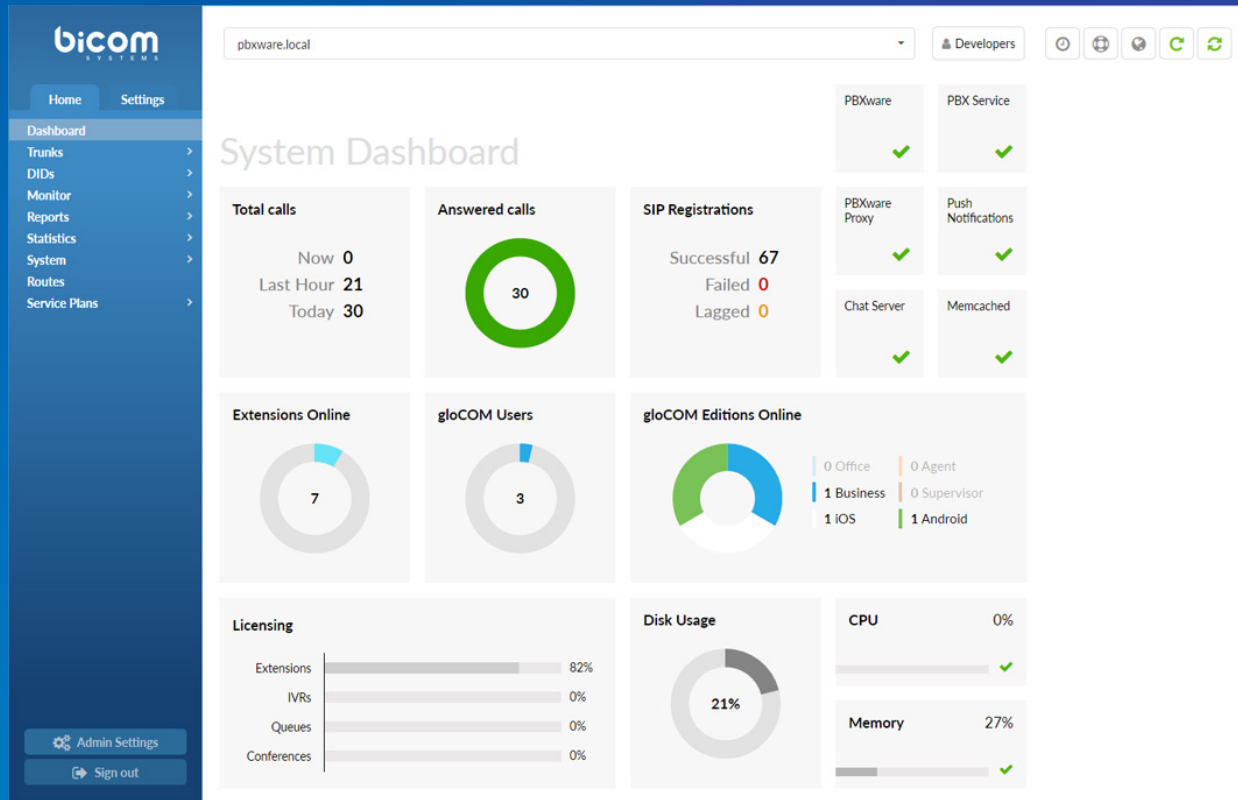 bicom
SYSTEMS
pbxware.local
Developers
Home Settings
Dashboard
Trunks
DIDs
Monitor
Reports
Statistics
System
Routes
Service Plans
Admin Settings
Sign out
System Dashboard
PBXware
PBX Service
Total calls
Now 0
Last Hour 21
Today 30
Answered calls
30
SIP Registrations
Successful 67
Failed 0
Lagged 0
PBXware
Proxy
Push
Notifications
Chat Server
Memcached
Extensions Online
7
gloCOM Users
3
gloCOM Editions Online
0 Office
0 Agent
1 Business
0 Supervisor
1 iOS
1 Android
Licensing
Extensions 82%
IVRs 0%
Queues 0%
Conferences 0%
Disk Usage
21%
CPU 0%
Memory 27%